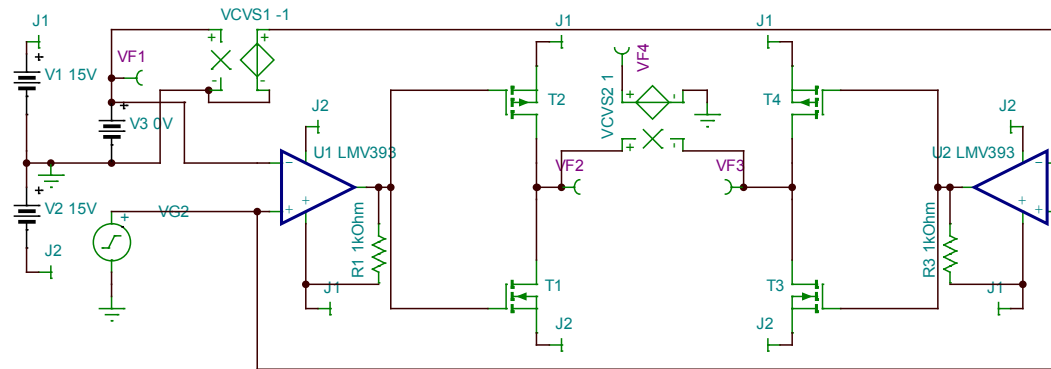 VCVS1 -1
J1
J1
J1
VF1
VF4
V1 15V
T2
T4
VCVS2 1
J2
J2
V3 0V
U1 LMV393
U2 LMV393
VF2
VF3
V2 15V
VG2
R1 1kOhm
R3 1kOhm
J2
J1
T1
T3
J1
J2
J2
+
+
+
+
+
+
+
+
+
+
+
-
-
-
-
-
-